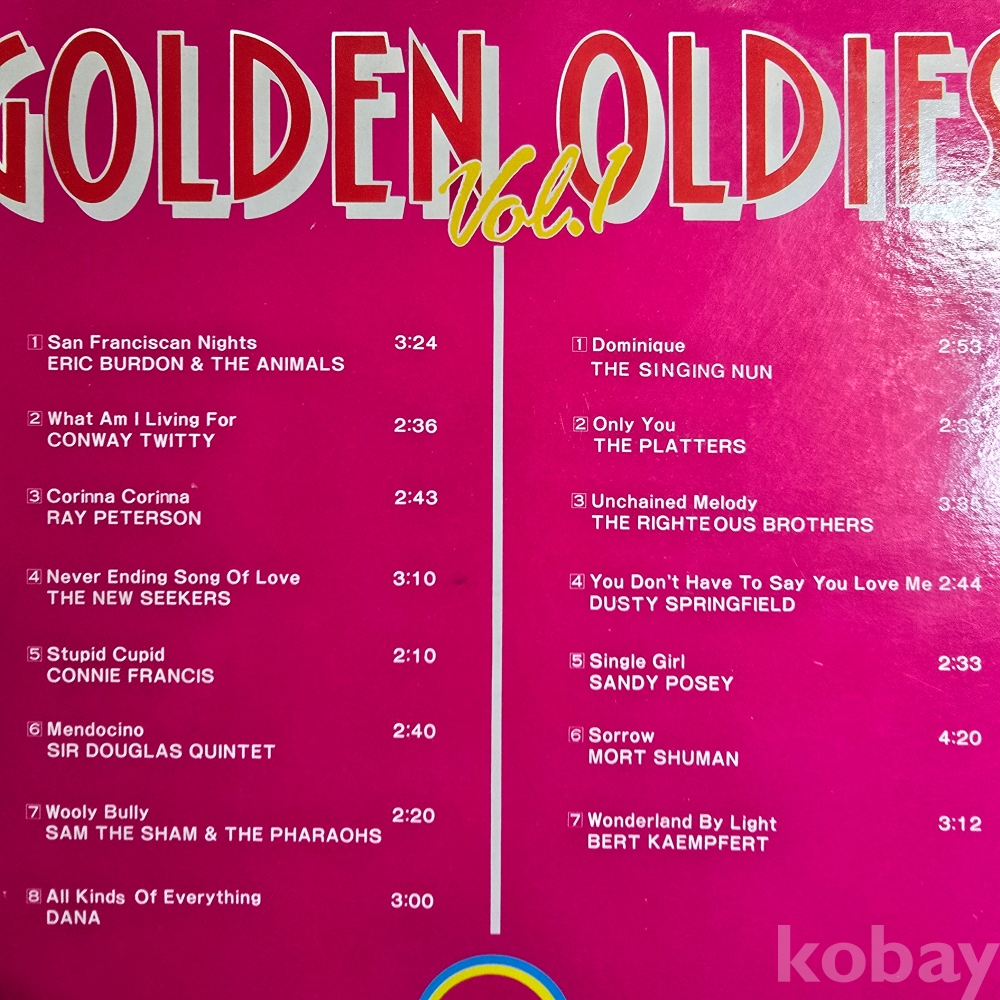 GOLDEN OLDIES
Vol.1
1 San Franciscan Nights 3:24
ERIC BURDON & THE ANIMALS
2 What Am I Living For 2:36
CONWAY TWITTY
3 Corinna Corinna 2:43
RAY PETERSON
4 Never Ending Song Of Love 3:10
THE NEW SEEKERS
5 Stupid Cupid 2:10
CONNIE FRANCIS
6 Mendocino 2:40
SIR DOUGLAS QUINTET
7 Wooly Bully 2:20
SAM THE SHAM & THE PHARAOHS
8 All Kinds Of Everything 3:00
DANA
1 Dominique 2:53
THE SINGING NUN
2 Only You
THE PLATTERS
3 Unchained Melody
THE RIGHTEOUS BROTHERS
4 You Don't Have To Say You Love Me 2:44
DUSTY SPRINGFIELD
5 Single Girl 2:33
SANDY POSEY
6 Sorrow 4:20
MORT SHUMAN
7 Wonderland By Light 3:12
BERT KAEMPFERT
kobay